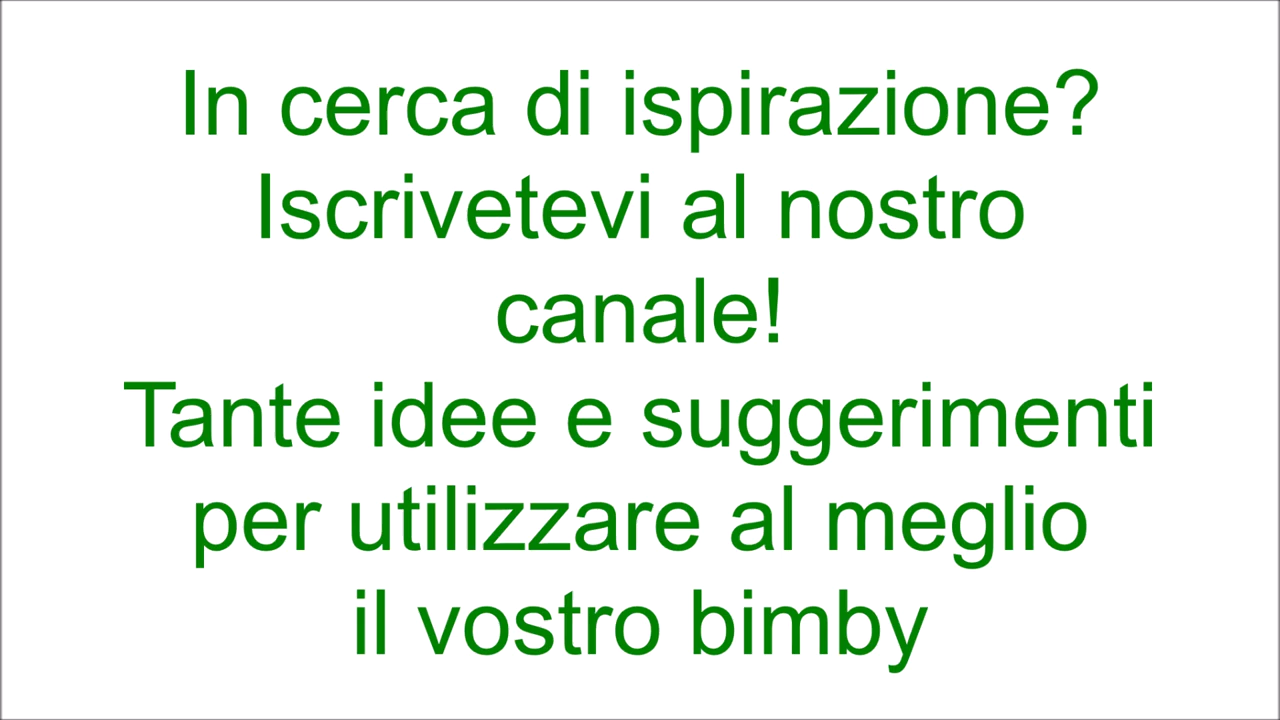 In cerca di ispirazione?
Iscrivetevi al nostro
canale!
Tante idee e suggerimenti
per utilizzare al meglio
il vostro bimby